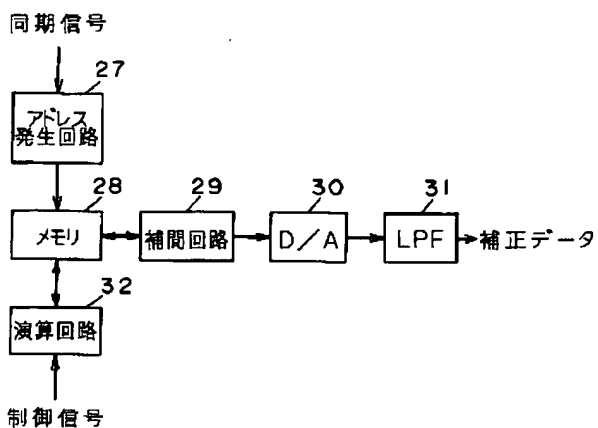 同期信号
27
アドレス
発生回路
28
メモリ
29
補間回路
30
D/A
31
LPF
補正データ
32
演算回路
制御信号